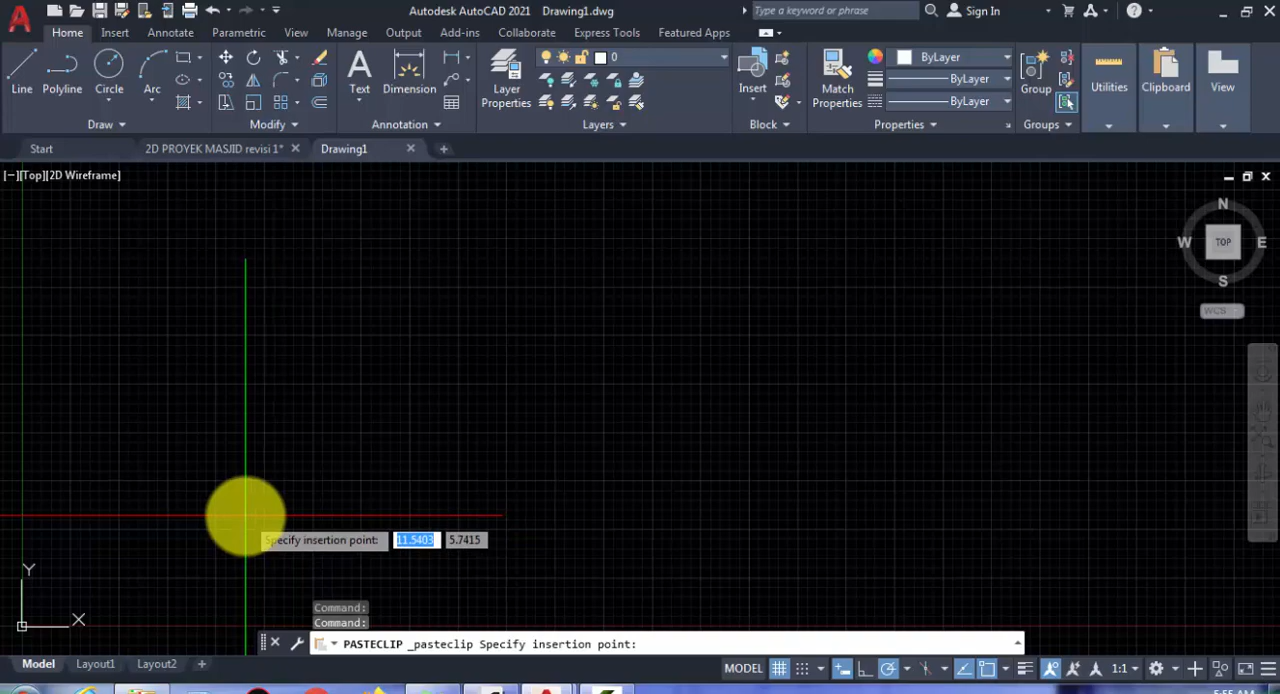 Autodesk AutoCAD 2021 Drawing1.dwg
Type a keyword or phrase
Sign In
Home Insert Annotate Parametric View Manage Output Add-ins Collaborate Express Tools Featured Apps
0
ByLayer
ByLayer
ByLayer
Line Polyline Circle Arc Text Dimension Layer Properties Insert Match Properties Group Utilities Clipboard View
Draw Modify Annotation Layers Block Properties Groups
Start 2D PROYEK MASJID revisi 1* Drawing1
[−][Top][2D Wireframe]
N
W TOP E
S
WCS
Specify insertion point: 11.5403 5.7415
Y
X
Command:
Command:
PASTECLIP _pasteclip Specify insertion point:
Model Layout1 Layout2
MODEL 1:1
5:55 AM